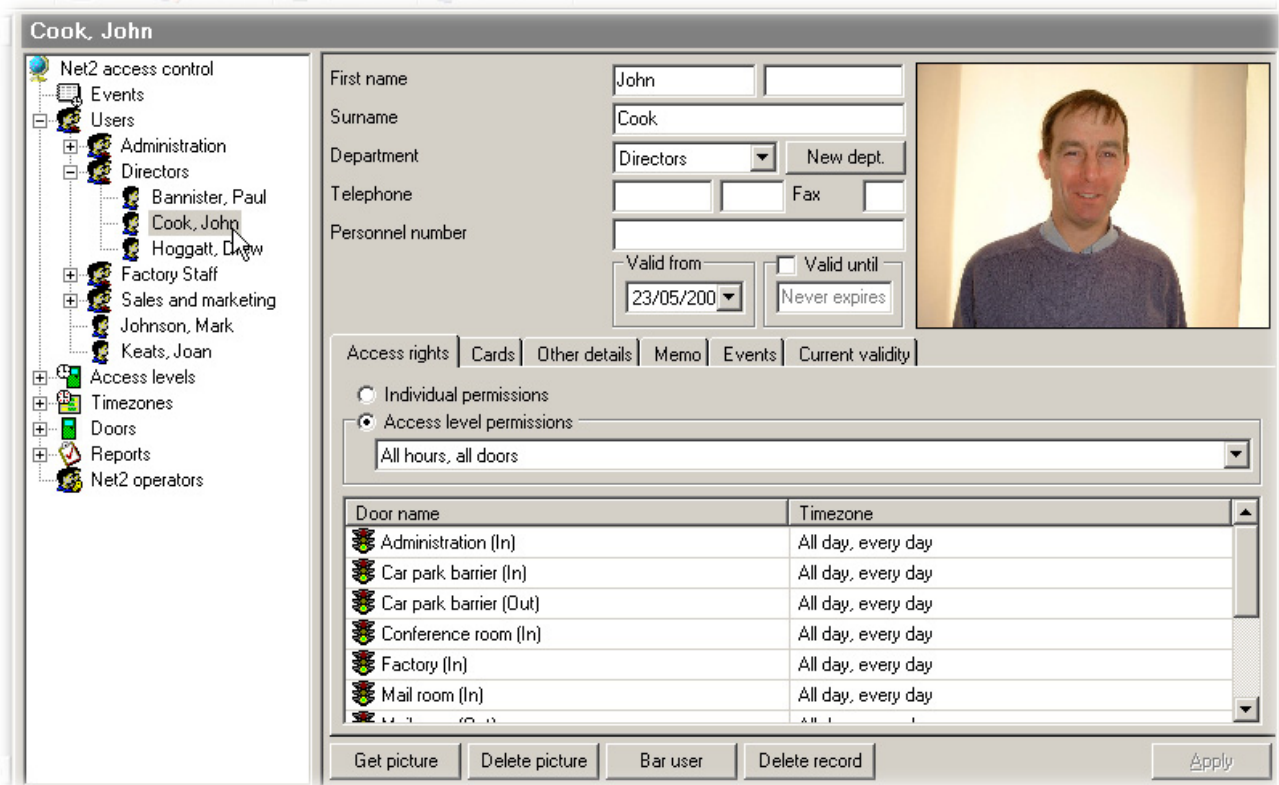 Cook, John
Net2 access control
Events
Users
Administration
Directors
Bannister, Paul
Cook, John
Hoggatt, Drew
Factory Staff
Sales and marketing
Johnson, Mark
Keats, Joan
Access levels
Timezones
Doors
Reports
Net2 operators
First name John
Surname Cook
Department Directors New dept.
Telephone Fax
Personnel number
Valid from Valid until
23/05/200 Never expires
Access rights Cards Other details Memo Events Current validity
Individual permissions
Access level permissions
All hours, all doors
Door name Timezone
Administration (In) All day, every day
Car park barrier (In) All day, every day
Car park barrier (Out) All day, every day
Conference room (In) All day, every day
Factory (In) All day, every day
Mail room (In) All day, every day
Get picture Delete picture Bar user Delete record Apply